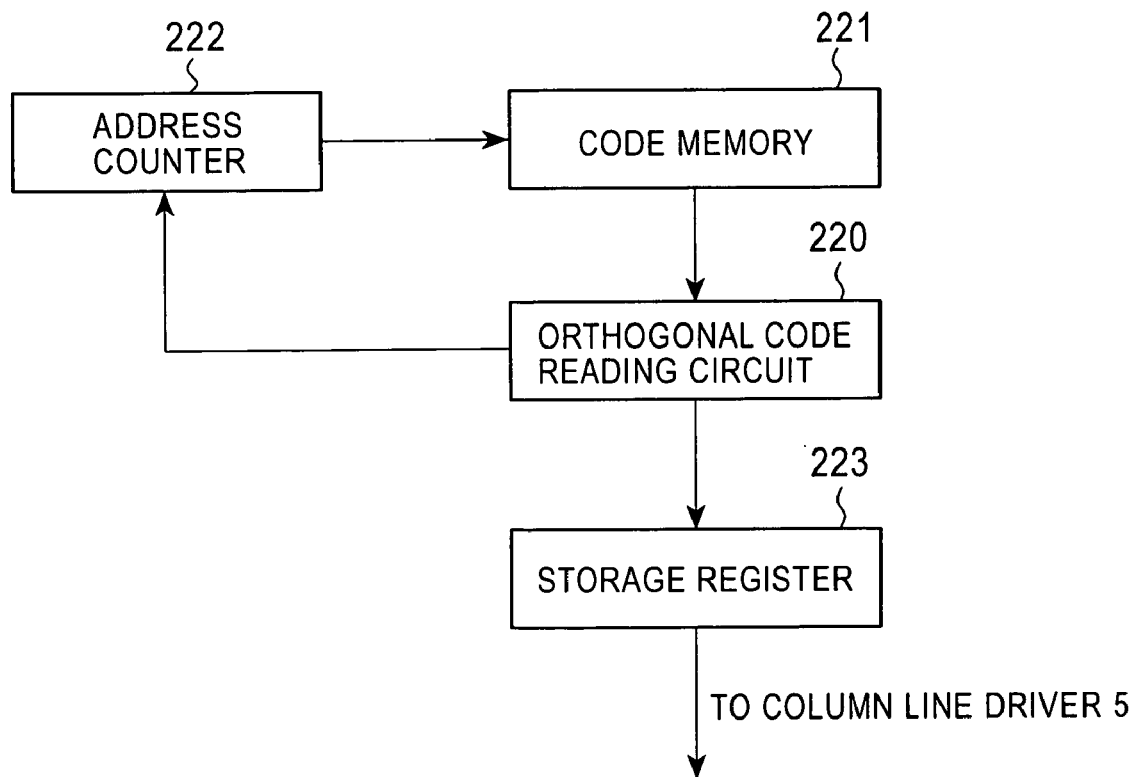 222
221
ADDRESS
COUNTER
CODE MEMORY
220
ORTHOGONAL CODE
READING CIRCUIT
223
STORAGE REGISTER
TO COLUMN LINE DRIVER 5